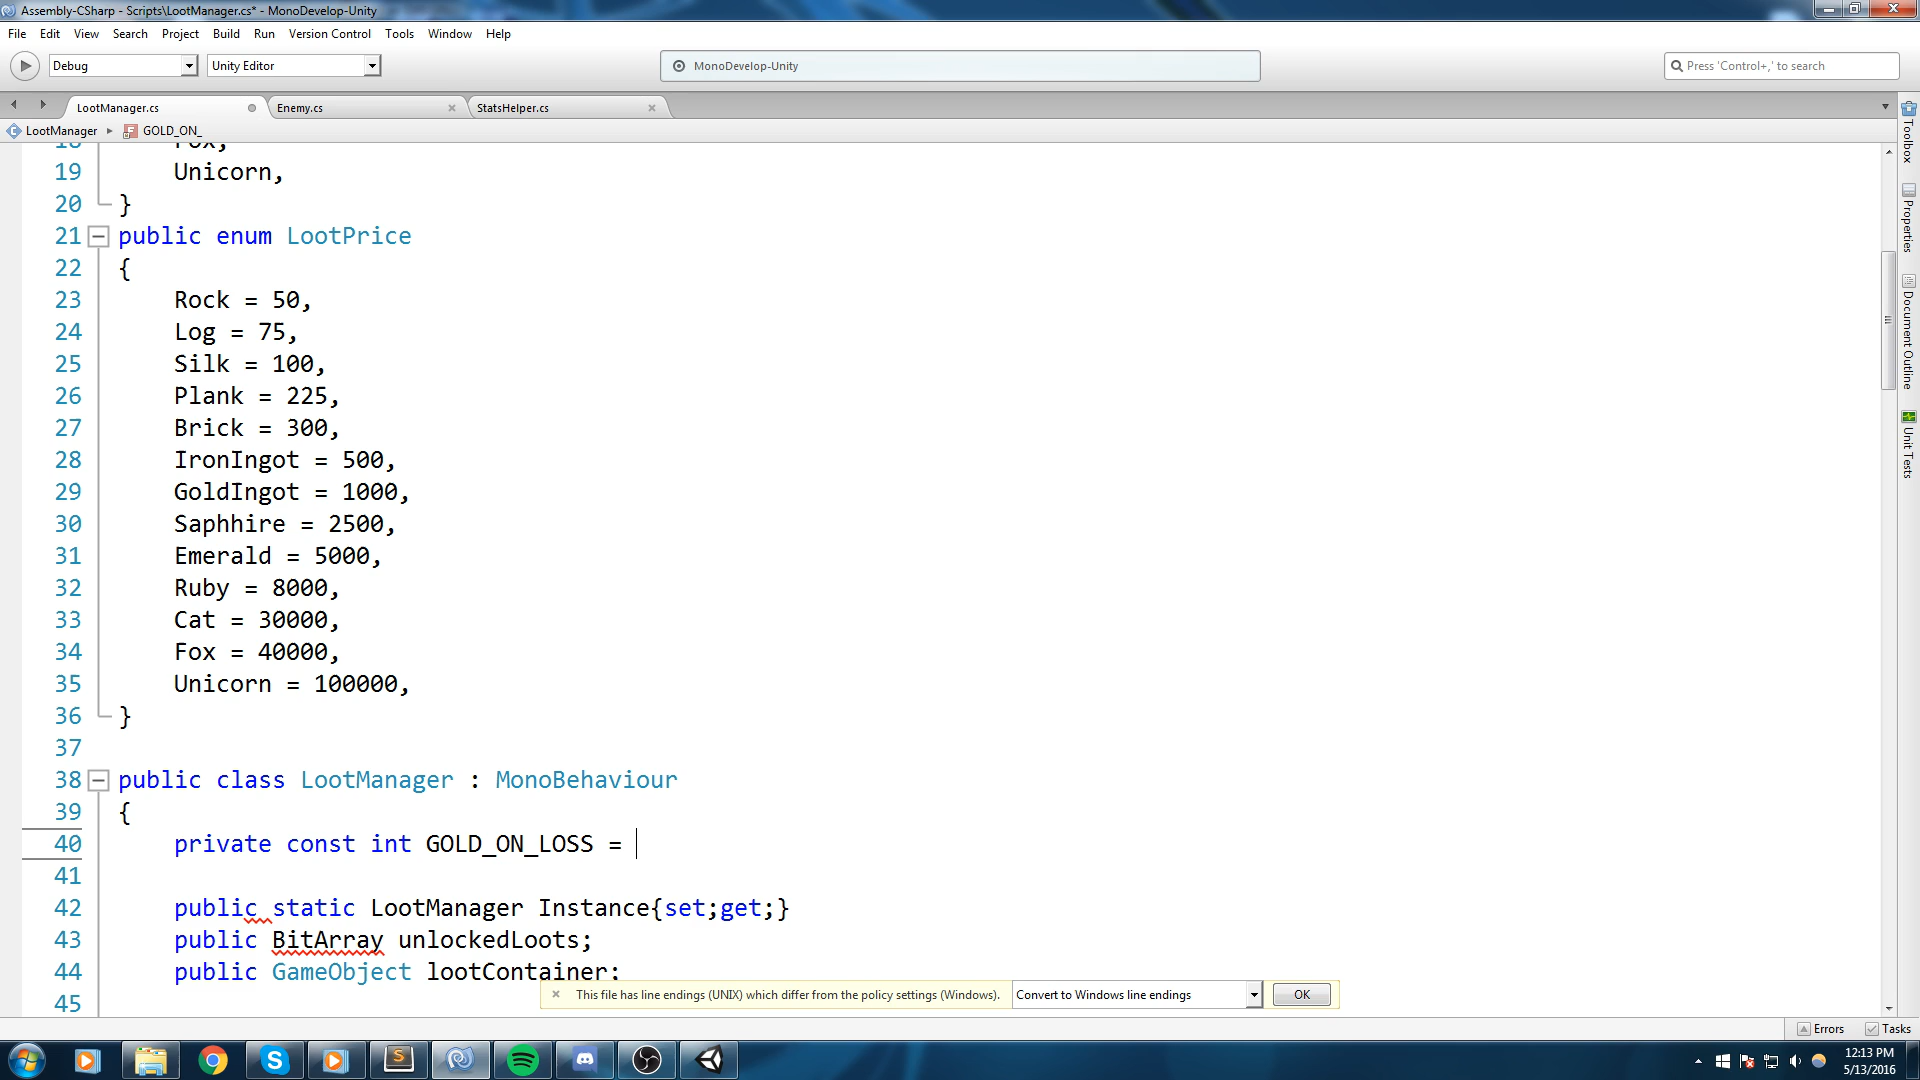 Assembly-CSharp - Scripts\LootManager.cs* - MonoDevelop-Unity
File Edit View Search Project Build Run Version Control Tools Window Help
Debug Unity Editor MonoDevelop-Unity Press 'Control+,' to search
LootManager.cs Enemy.cs StatsHelper.cs
LootManager GOLD_ON_
18 Fox,
19 Unicorn,
20 }
21 public enum LootPrice
22 {
23 Rock = 50,
24 Log = 75,
25 Silk = 100,
26 Plank = 225,
27 Brick = 300,
28 IronIngot = 500,
29 GoldIngot = 1000,
30 Saphhire = 2500,
31 Emerald = 5000,
32 Ruby = 8000,
33 Cat = 30000,
34 Fox = 40000,
35 Unicorn = 100000,
36 }
37
38 public class LootManager : MonoBehaviour
39 {
40 private const int GOLD_ON_LOSS =
41
42 public static LootManager Instance{set;get;}
43 public BitArray unlockedLoots;
44 public GameObject lootContainer;
45
This file has line endings (UNIX) which differ from the policy settings (Windows). Convert to Windows line endings OK
Toolbox
Properties
Document Outline
Unit Tests
Errors Tasks
12:13 PM
5/13/2016